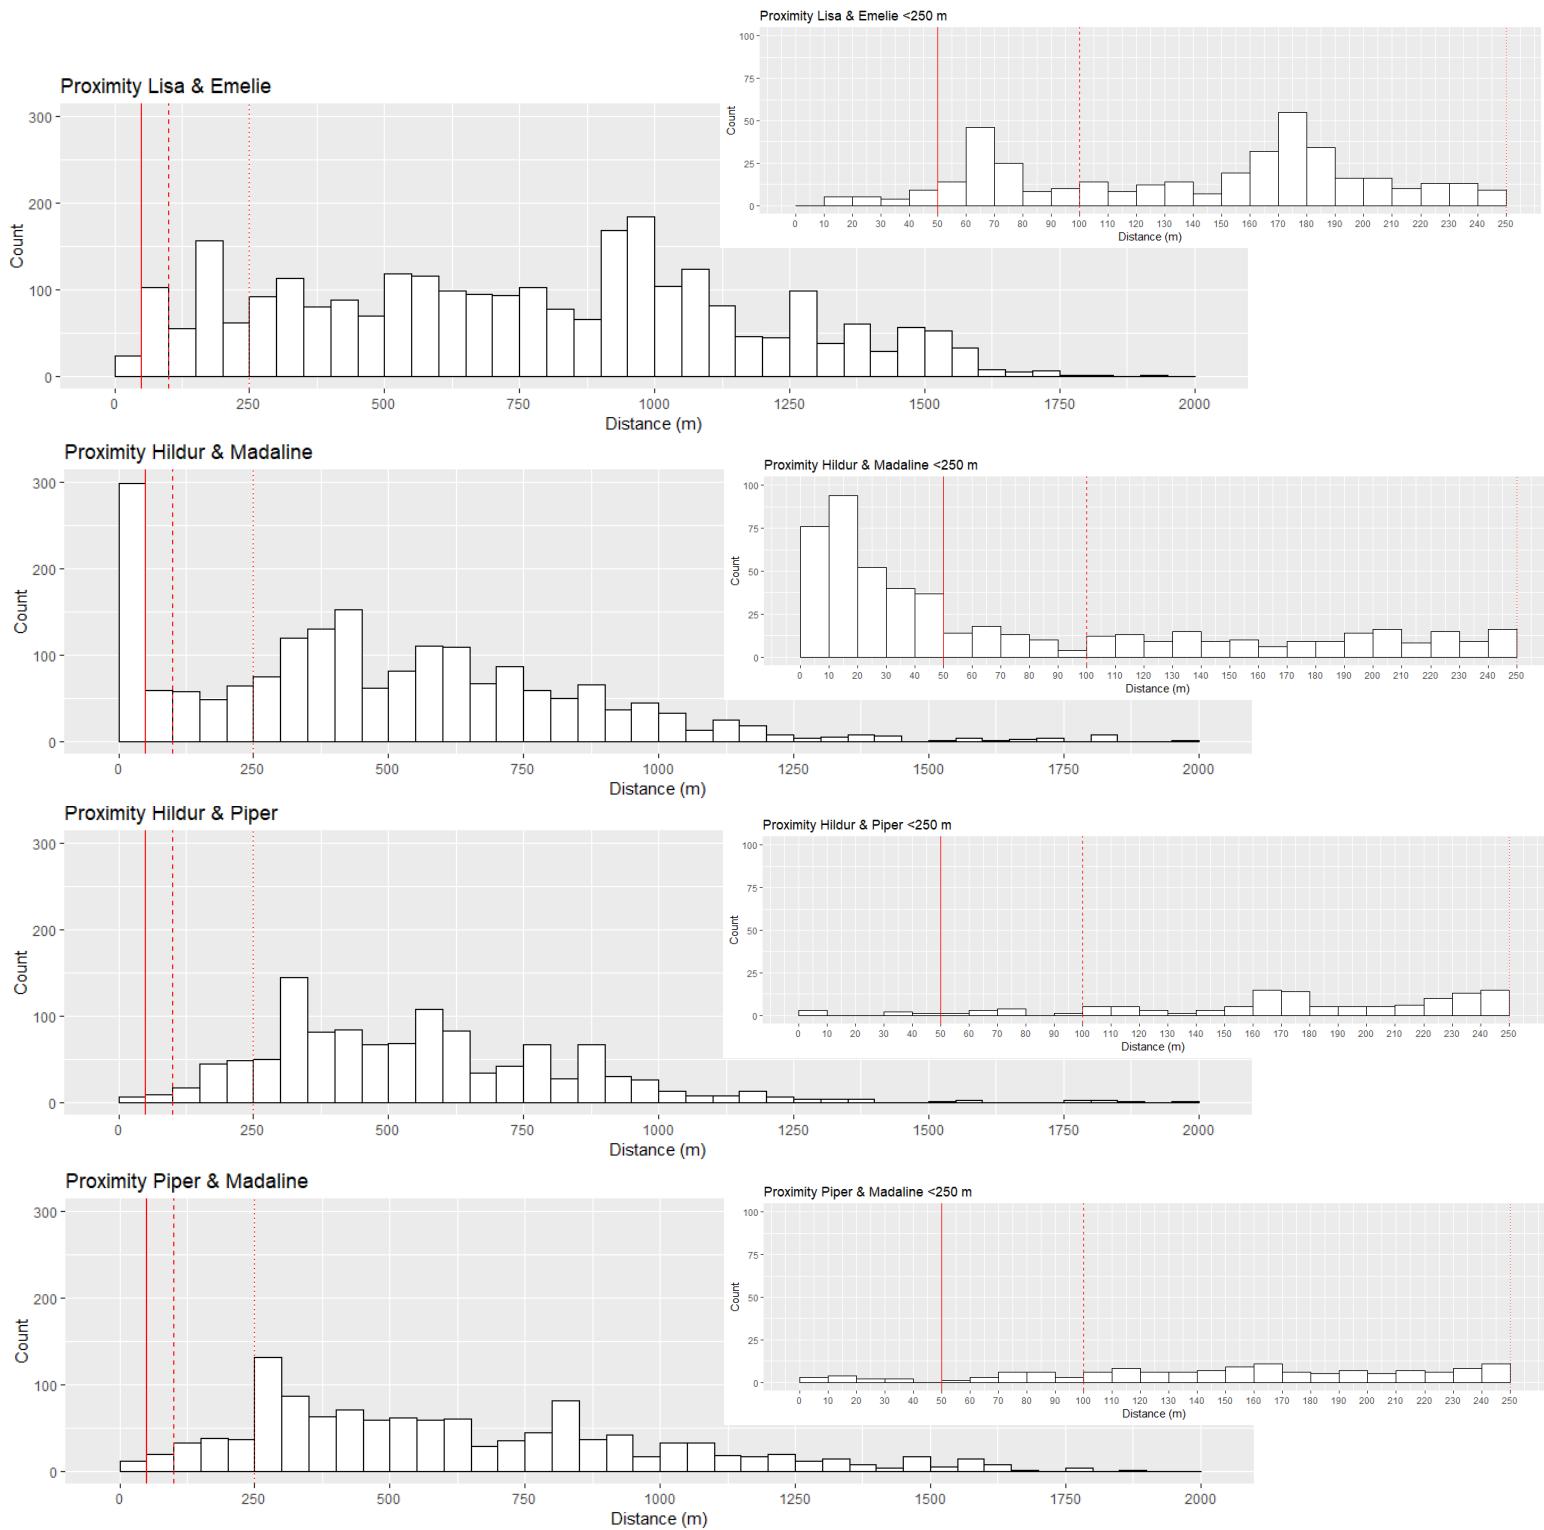 Proximity Lisa & Emelie <250 m
100
75
50
25
0
Count
0 10 20 30 40 50 60 70 80 90 100 110 120 130 140 150 160 170 180 190 200 210 220 230 240 250
Distance (m)
Proximity Lisa & Emelie
300
200
100
0
Count
0 250 500 750 1000 1250 1500 1750 2000
Distance (m)
Proximity Hildur & Madaline
300
200
100
0
Count
0 250 500 750 1000 1250 1500 1750 2000
Distance (m)
Proximity Hildur & Madaline <250 m
100
75
50
25
0
Count
0 10 20 30 40 50 60 70 80 90 100 110 120 130 140 150 160 170 180 190 200 210 220 230 240 250
Distance (m)
Proximity Hildur & Piper
300
200
100
0
Count
0 250 500 750 1000 1250 1500 1750 2000
Distance (m)
Proximity Hildur & Piper <250 m
100
75
50
25
0
Count
0 10 20 30 40 50 60 70 80 90 100 110 120 130 140 150 160 170 180 190 200 210 220 230 240 250
Distance (m)
Proximity Piper & Madaline
300
200
100
0
Count
0 250 500 750 1000 1250 1500 1750 2000
Distance (m)
Proximity Piper & Madaline <250 m
100
75
50
25
0
Count
0 10 20 30 40 50 60 70 80 90 100 110 120 130 140 150 160 170 180 190 200 210 220 230 240 250
Distance (m)